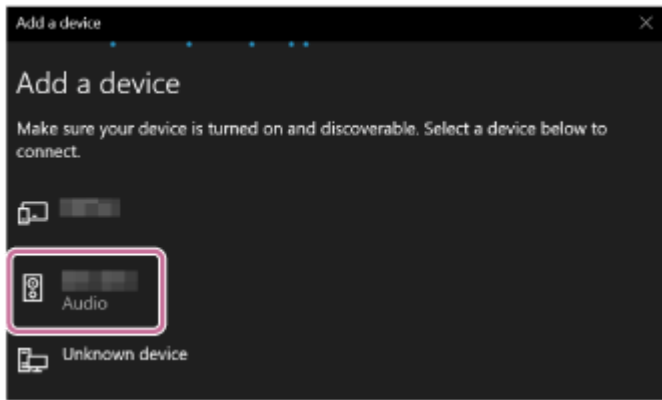 Add a device
Add a device
Make sure your device is turned on and discoverable. Select a device below to
connect.
Audio
Unknown device